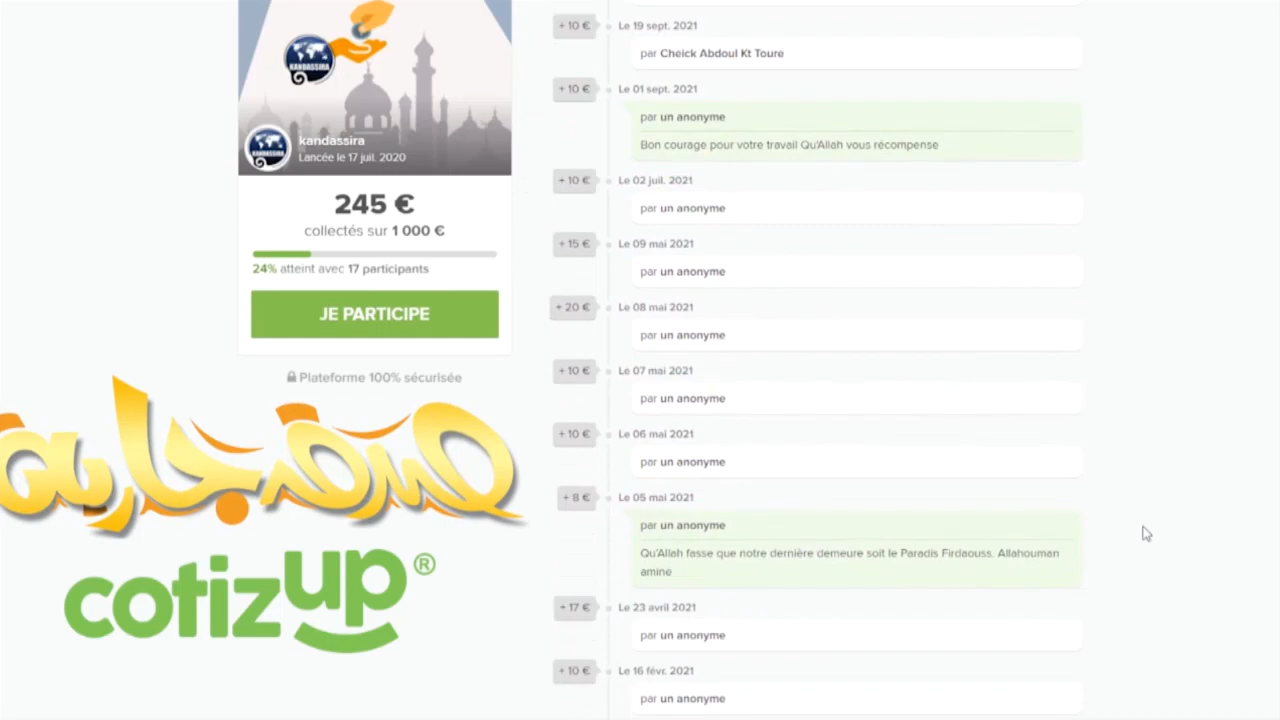 KANDASSIRA
KANDASSIRA
kandassira
Lancée le 17 juil. 2020
245 €
collectés sur 1 000 €
24% atteint avec 17 participants
JE PARTICIPE
Plateforme 100% sécurisée
صدقة جارية
cotizup®
+ 10 €
Le 19 sept. 2021
par Cheick Abdoul Kt Toure
+ 10 €
Le 01 sept. 2021
par un anonyme
Bon courage pour votre travail Qu'Allah vous récompense
+ 10 €
Le 02 juil. 2021
par un anonyme
+ 15 €
Le 09 mai 2021
par un anonyme
+ 20 €
Le 08 mai 2021
par un anonyme
+ 10 €
Le 07 mai 2021
par un anonyme
+ 10 €
Le 06 mai 2021
par un anonyme
+ 8 €
Le 05 mai 2021
par un anonyme
Qu'Allah fasse que notre dernière demeure soit le Paradis Firdaouss. Allahouman
amine
+ 17 €
Le 23 avril 2021
par un anonyme
+ 10 €
Le 16 févr. 2021
par un anonyme